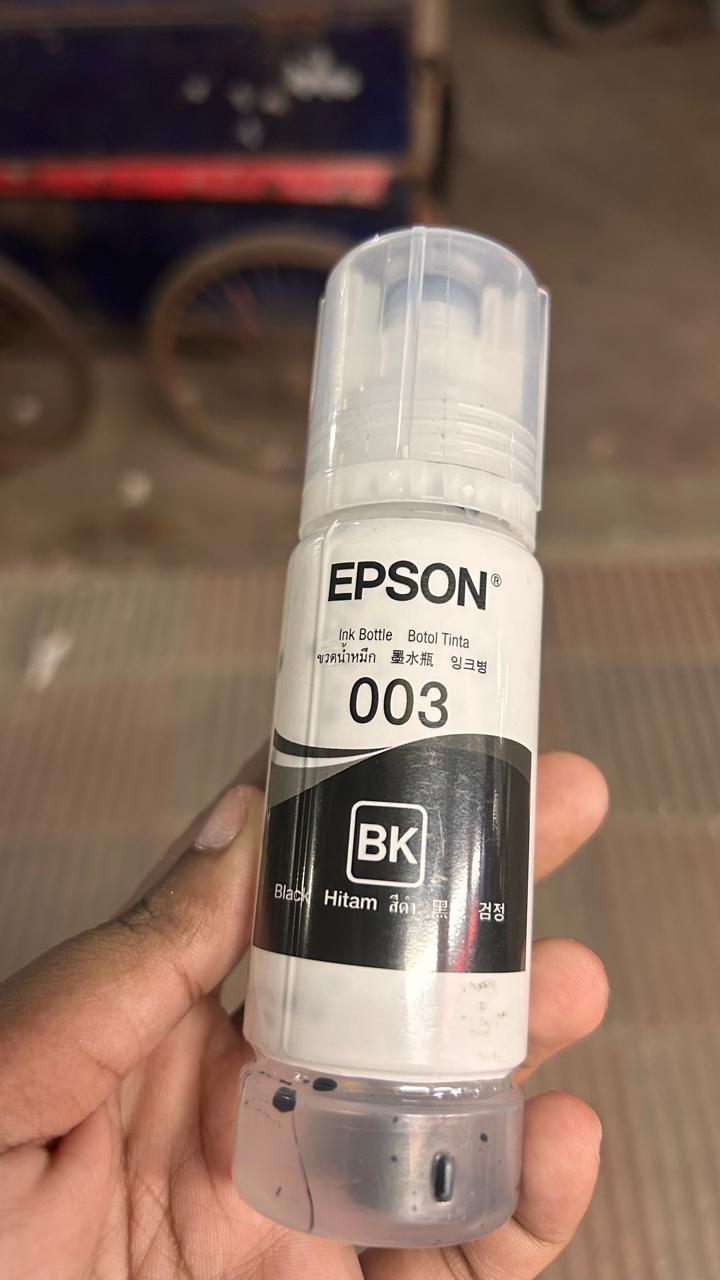 EPSON®
Ink Bottle Botol Tinta
ขวดน้ำหมึก 墨水瓶 잉크병
003
BK
Black Hitam สีดำ 黑 검정